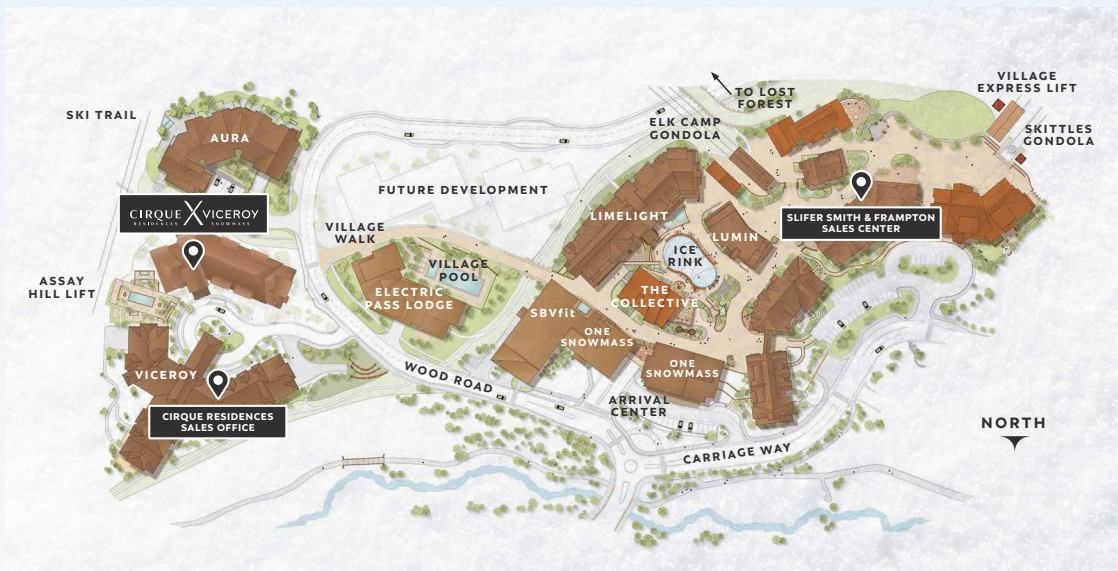 VILLAGE
EXPRESS LIFT
TO LOST
FOREST
SKI TRAIL
ELK CAMP
GONDOLA
SKITTLES
GONDOLA
AURA
FUTURE DEVELOPMENT
CIRQUE X VICEROY
RESIDENCES SNOWMASS
LIMELIGHT
SLIFER SMITH & FRAMPTON
SALES CENTER
VILLAGE
WALK
LUMIN
ICE
RINK
VILLAGE
POOL
ASSAY
HILL LIFT
ELECTRIC
PASS LODGE
THE
COLLECTIVE
SBVfit
ONE
SNOWMASS
ONE
SNOWMASS
VICEROY
WOOD ROAD
ARRIVAL
CENTER
CIRQUE RESIDENCES
SALES OFFICE
NORTH
CARRIAGE WAY